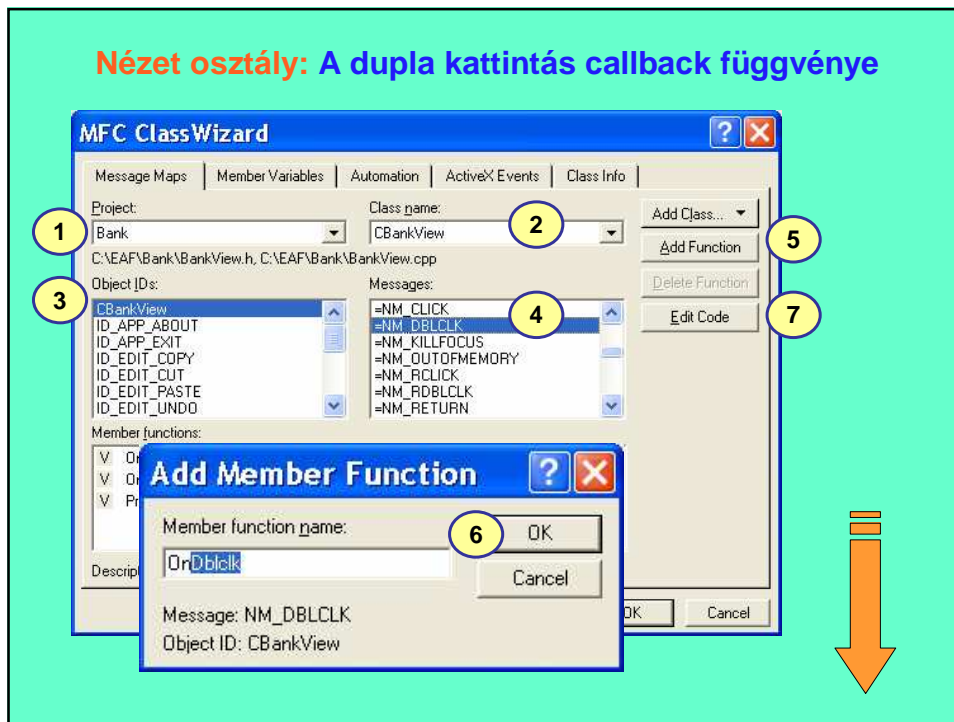 Nézet osztály: A dupla kattintás callback függvénye
MFC ClassWizard
Message Maps Member Variables Automation ActiveX Events Class Info
Project: Class name: Add Class...
1 Bank CBankView 2
Add Function 5
C:\EAF\Bank\BankView.h, C:\EAF\Bank\BankView.cpp
3 Object IDs: Messages: Delete Function
CBankView =NM_CLICK
ID_APP_ABOUT =NM_DBLCLK 4 Edit Code 7
ID_APP_EXIT =NM_KILLFOCUS
ID_EDIT_COPY =NM_OUTOFMEMORY
ID_EDIT_CUT =NM_RCLICK
ID_EDIT_PASTE =NM_RDBLCLK
ID_EDIT_UNDO =NM_RETURN
Member functions:
V
V
V
Add Member Function
Member function name:
6 OK
OnDblclk
Cancel
Message: NM_DBLCLK
Object ID: CBankView
Cancel